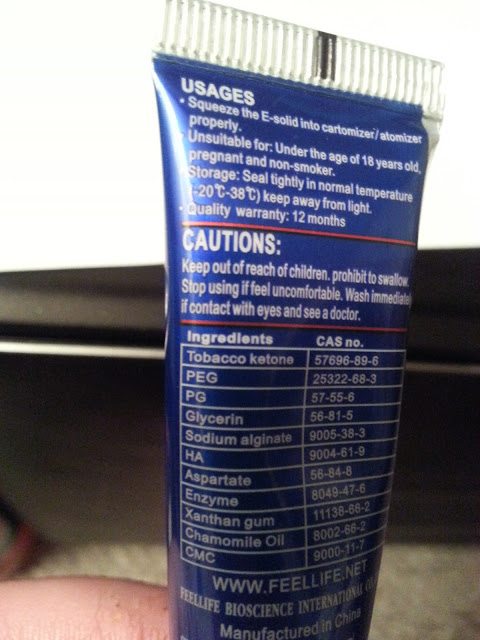 USAGES
· Squeeze the E-solid into cartomizer/atomizer
properly.
· Unsuitable for: Under the age of 18 years old,
pregnant and non-smoker.
· Storage: Seal tightly in normal temperature
(-20℃-38℃) keep away from light.
· Quality warranty: 12 months
CAUTIONS:
Keep out of reach of children. prohibit to swallow.
Stop using if feel uncomfortable. Wash immediate
if contact with eyes and see a doctor.
Ingredients CAS no.
Tobacco ketone 57696-89-6
PEG 25322-68-3
PG 57-55-6
Glycerin 56-81-5
Sodium alginate 9005-38-3
HA 9004-61-9
Aspartate 56-84-8
Enzyme 8049-47-6
Xanthan gum 11138-66-2
Chamomile Oil 8002-66-2
CMC 9000-11-7
WWW.FEELLIFE.NET
FEELLIFE BIOSCIENCE INTERNATIONAL
Manufactured in China